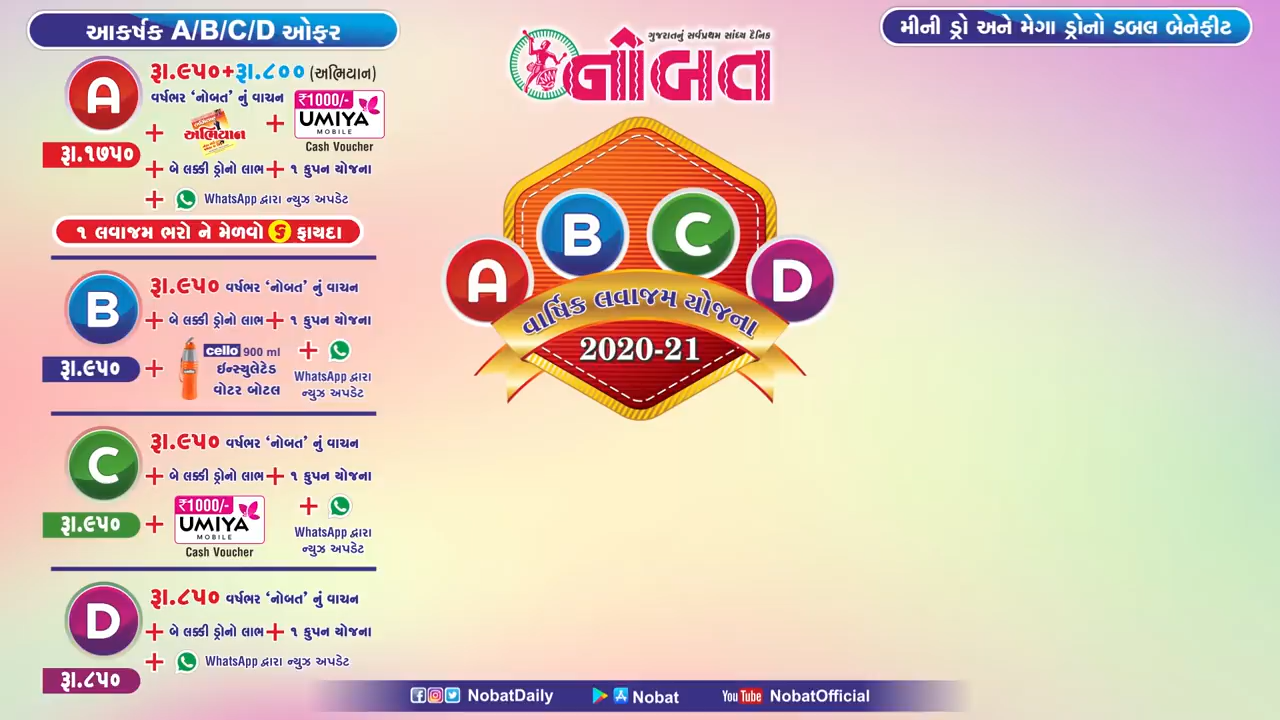 આકર્ષક A/B/C/D ઓફર
A
રૂા.૯૫૦+રૂા.૮૦૦ (અભિયાન)
વર્ષભર ‘નોબત’ નું વાચન
+ અભિયાન + ₹1000/- UMIYA MOBILE
Cash Voucher
રૂા.૧૭૫૦
+ બે લક્કી ડ્રોનો લાભ + ૧ કુપન યોજના
+ WhatsApp દ્વારા ન્યુઝ અપડેટ
૧ લવાજમ ભરો ને મેળવો ૬ ફાયદા
B
રૂા.૯૫૦ વર્ષભર ‘નોબત’ નું વાચન
+ બે લક્કી ડ્રોનો લાભ + ૧ કુપન યોજના
રૂા.૯૫૦
+ cello 900 ml
ઈન્સ્યુલેટેડ
વોટર બોટલ
+ WhatsApp દ્વારા
ન્યુઝ અપડેટ
C
રૂા.૯૫૦ વર્ષભર ‘નોબત’ નું વાચન
+ બે લક્કી ડ્રોનો લાભ + ૧ કુપન યોજના
રૂા.૯૫૦
+ ₹1000/-
UMIYA
MOBILE
Cash Voucher
+ WhatsApp દ્વારા
ન્યુઝ અપડેટ
D
રૂા.૮૫૦ વર્ષભર ‘નોબત’ નું વાચન
+ બે લક્કી ડ્રોનો લાભ + ૧ કુપન યોજના
+ WhatsApp દ્વારા ન્યુઝ અપડેટ
રૂા.૮૫૦
ગુજરાતનું સર્વપ્રથમ સાંધ્ય દૈનિક
નોબત
A B C D
વાર્ષિક લવાજમ યોજના
2020-21
મીની ડ્રો અને મેગા ડ્રોનો ડબલ બેનેફીટ
NobatDaily Nobat YouTube NobatOfficial